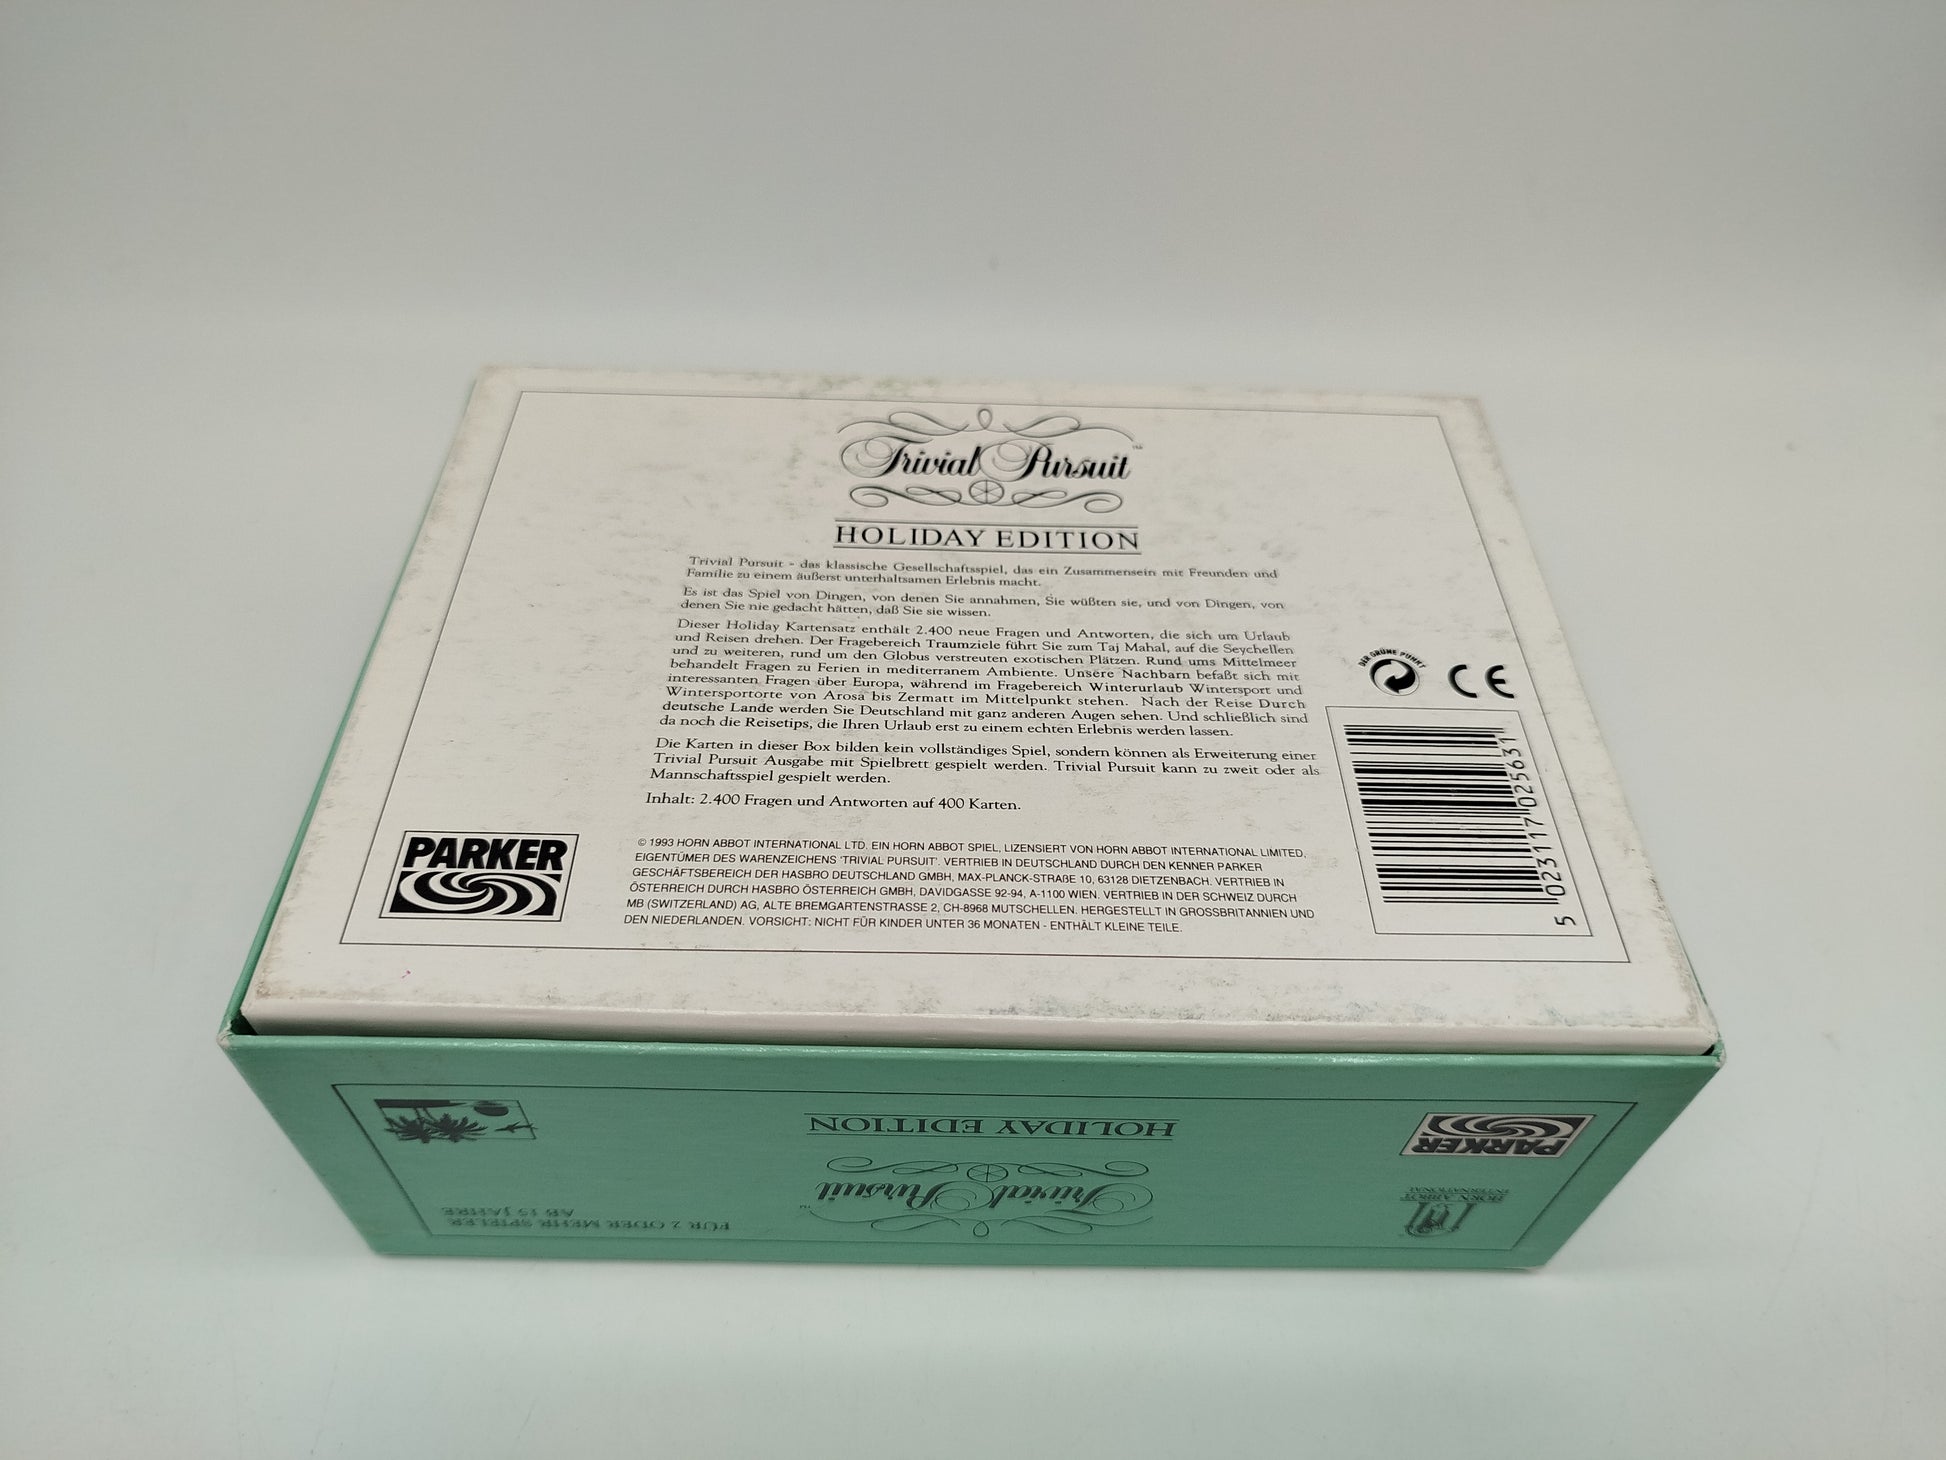 Trivial Pursuit™
HOLIDAY EDITION
Trivial Pursuit - das klassische Gesellschaftsspiel, das ein Zusammensein mit Freunden und
Familie zu einem äußerst unterhaltsamen Erlebnis macht.
Es ist das Spiel von Dingen, von denen Sie annahmen, Sie wüßten sie, und von Dingen, von
denen Sie nie gedacht hätten, daß Sie sie wissen.
Dieser Holiday Kartensatz enthält 2.400 neue Fragen und Antworten, die sich um Urlaub
und Reisen drehen. Der Fragebereich Traumziele führt Sie zum Taj Mahal, auf die Seychellen
und zu weiteren, rund um den Globus verstreuten exotischen Plätzen. Rund ums Mittelmeer
behandelt Fragen zu Ferien in mediterranem Ambiente. Unsere Nachbarn befaßt sich mit
interessanten Fragen über Europa, während im Fragebereich Winterurlaub Wintersport und
Wintersportorte von Arosa bis Zermatt im Mittelpunkt stehen. Nach der Reise Durch
deutsche Lande werden Sie Deutschland mit ganz anderen Augen sehen. Und schließlich sind
da noch die Reisetips, die Ihren Urlaub erst zu einem echten Erlebnis werden lassen.
Die Karten in dieser Box bilden kein vollständiges Spiel, sondern können als Erweiterung einer
Trivial Pursuit Ausgabe mit Spielbrett gespielt werden. Trivial Pursuit kann zu zweit oder als
Mannschaftsspiel gespielt werden.
Inhalt: 2.400 Fragen und Antworten auf 400 Karten.
DER GRÜNE PUNKT
CE
5 023117 025631
PARKER
© 1993 HORN ABBOT INTERNATIONAL LTD. EIN HORN ABBOT SPIEL, LIZENSIERT VON HORN ABBOT INTERNATIONAL LIMITED,
EIGENTÜMER DES WARENZEICHENS 'TRIVIAL PURSUIT'. VERTRIEB IN DEUTSCHLAND DURCH DEN KENNER PARKER
GESCHÄFTSBEREICH DER HASBRO DEUTSCHLAND GMBH, MAX-PLANCK-STRAßE 10, 63128 DIETZENBACH. VERTRIEB IN
ÖSTERREICH DURCH HASBRO ÖSTERREICH GMBH, DAVIDGASSE 92-94, A-1100 WIEN. VERTRIEB IN DER SCHWEIZ DURCH
MB (SWITZERLAND) AG, ALTE BREMGARTENSTRASSE 2, CH-8968 MUTSCHELLEN. HERGESTELLT IN GROSSBRITANNIEN UND
DEN NIEDERLANDEN. VORSICHT: NICHT FÜR KINDER UNTER 36 MONATEN - ENTHÄLT KLEINE TEILE.
HORN ABBOT
INTERNATIONAL
PARKER
Trivial Pursuit™
HOLIDAY EDITION
FÜR 2 ODER MEHR SPIELER
AB 15 JAHRE